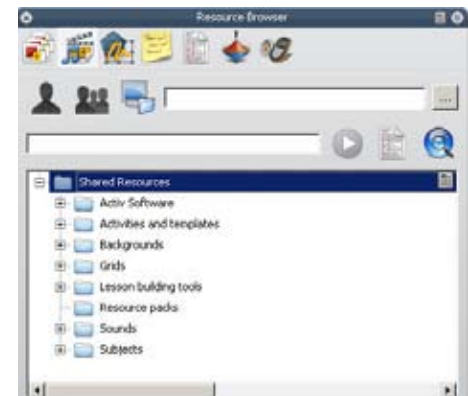 Resource Browser
...
Shared Resources
Activ Software
Activities and templates
Backgrounds
Grids
Lesson building tools
Resource packs
Sounds
Subjects